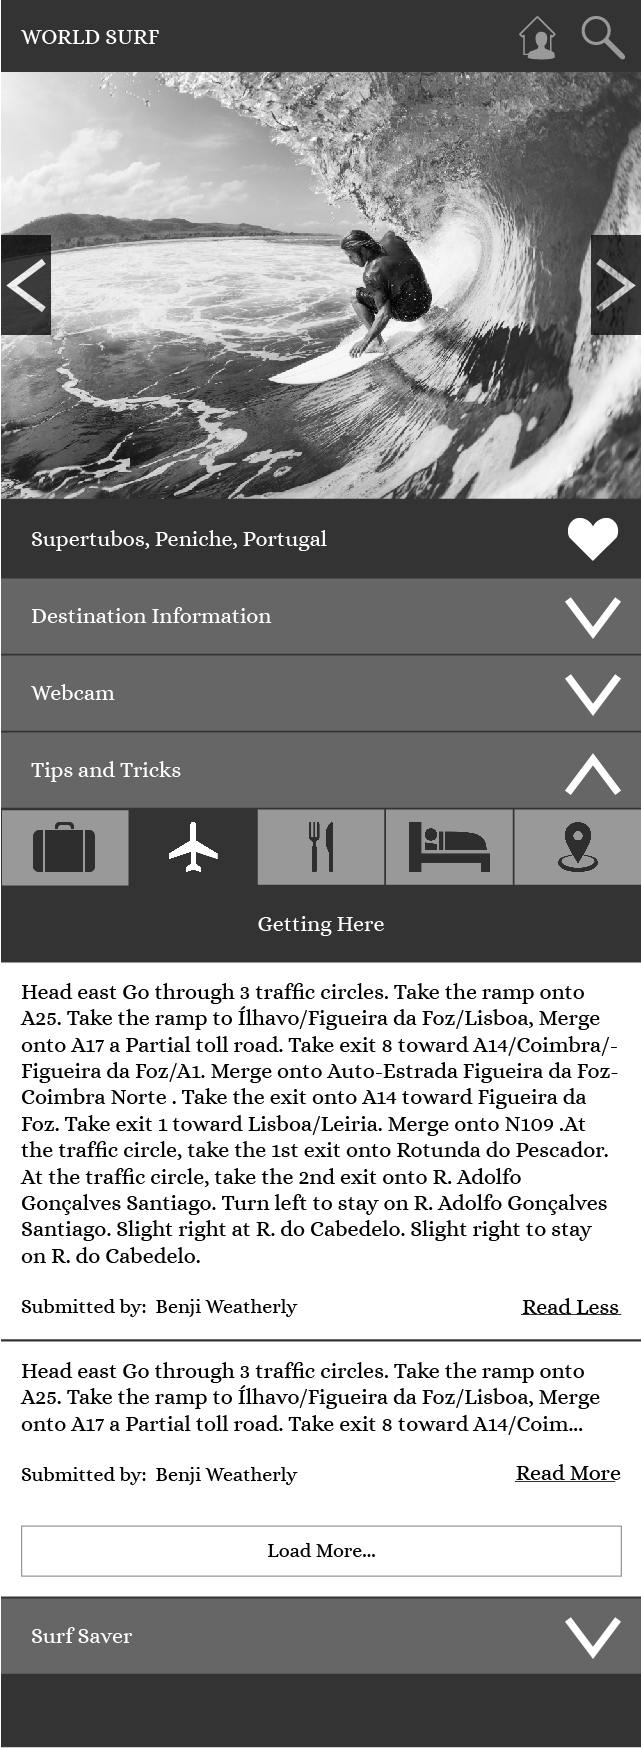 WORLD SURF
Supertubos, Peniche, Portugal
Destination Information
Webcam
Tips and Tricks
Getting Here
Head east Go through 3 traffic circles. Take the ramp onto
A25. Take the ramp to Ílhavo/Figueira da Foz/Lisboa, Merge
onto A17 a Partial toll road. Take exit 8 toward A14/Coimbra/-
Figueira da Foz/A1. Merge onto Auto-Estrada Figueira da Foz-
Coimbra Norte . Take the exit onto A14 toward Figueira da
Foz. Take exit 1 toward Lisboa/Leiria. Merge onto N109 .At
the traffic circle, take the 1st exit onto Rotunda do Pescador.
At the traffic circle, take the 2nd exit onto R. Adolfo
Gonçalves Santiago. Turn left to stay on R. Adolfo Gonçalves
Santiago. Slight right at R. do Cabedelo. Slight right to stay
on R. do Cabedelo.
Submitted by: Benji Weatherly Read Less
Head east Go through 3 traffic circles. Take the ramp onto
A25. Take the ramp to Ílhavo/Figueira da Foz/Lisboa, Merge
onto A17 a Partial toll road. Take exit 8 toward A14/Coim...
Submitted by: Benji Weatherly Read More
Load More...
Surf Saver